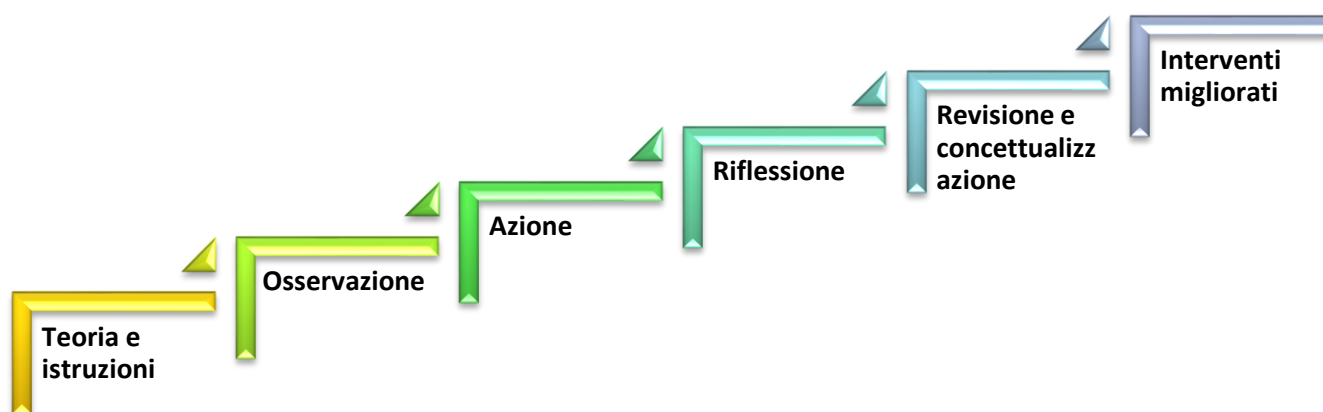 Teoria e
istruzioni
Osservazione
Azione
Riflessione
Revisione e
concettualizz
azione
Interventi
migliorati